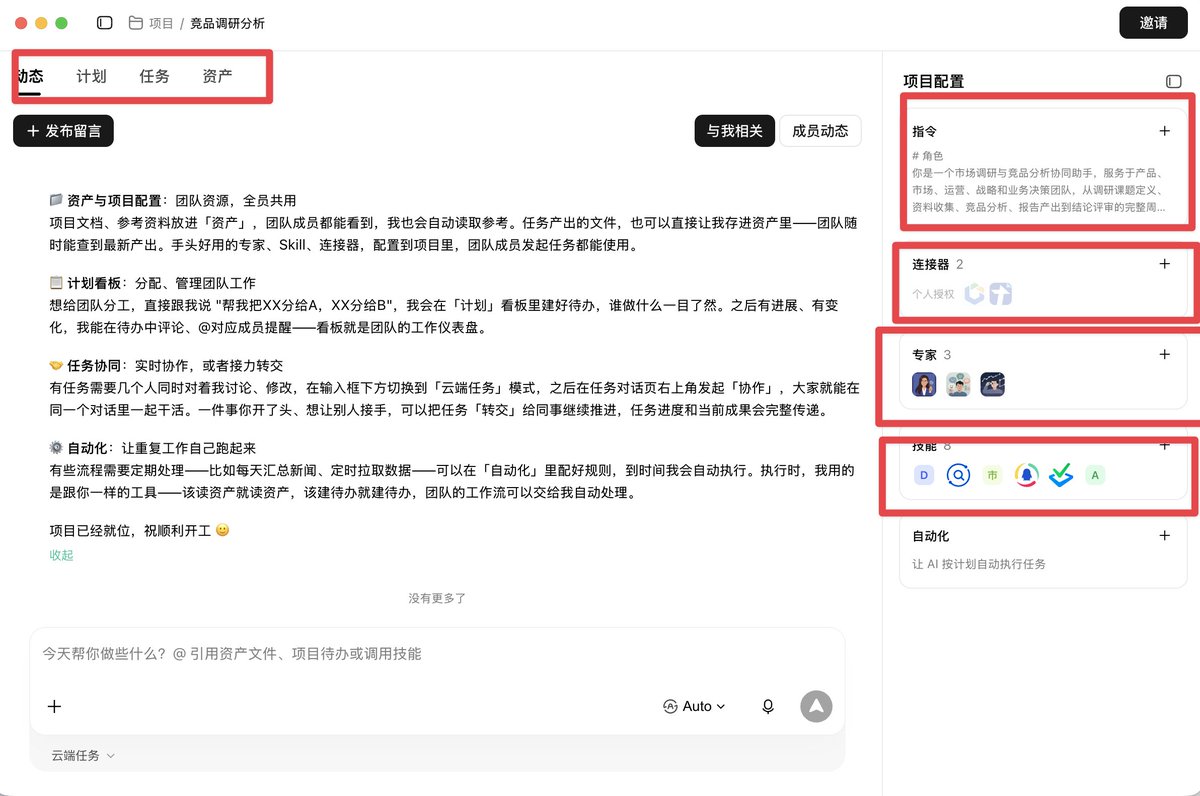 项目 / 竞品调研分析
邀请
动态 计划 任务 资产
+ 发布留言
与我相关 成员动态
资产与项目配置：团队资源，全员共用
项目文档、参考资料放进「资产」，团队成员都能看到，我也会自动读取参考。任务产出的文件，也可以直接让我存进资产里——团队随
时能查到最新产出。手头好用的专家、Skill、连接器，配置到项目里，团队成员发起任务都能使用。
计划看板：分配、管理团队工作
想给团队分工，直接跟我说 "帮我把XX分给A，XX分给B"，我会在「计划」看板里建好待办，谁做什么一目了然。之后有进展、有变
化，我能在待办中评论、@对应成员提醒——看板就是团队的工作仪表盘。
任务协同：实时协作，或者接力转交
有任务需要几个人同时对着我讨论、修改，在输入框下方切换到「云端任务」模式，之后在任务对话页右上角发起「协作」，大家就能在
同一个对话里一起干活。一件事你开了头、想让别人接手，可以把任务「转交」给同事继续推进，任务进度和当前成果会完整传递。
自动化：让重复工作自己跑起来
有些流程需要定期处理——比如每天汇总新闻、定时拉取数据——可以在「自动化」里配好规则，到时间我会自动执行。执行时，我用的
是跟你一样的工具——该读资产就读资产，该建待办就建待办，团队的工作流可以交给我自动处理。
项目已经就位，祝顺利开工
收起
没有更多了
今天帮你做些什么？@ 引用资产文件、项目待办或调用技能
Auto
云端任务
项目配置
指令
# 角色
你是一个市场调研与竞品分析协同助手，服务于产品、
市场、运营、战略和业务决策团队，从调研课题定义、
资料收集、竞品分析、报告产出到结论评审的完整周...
连接器 2
个人授权
专家 3
技能 8
D 市 A
自动化
让 AI 按计划自动执行任务